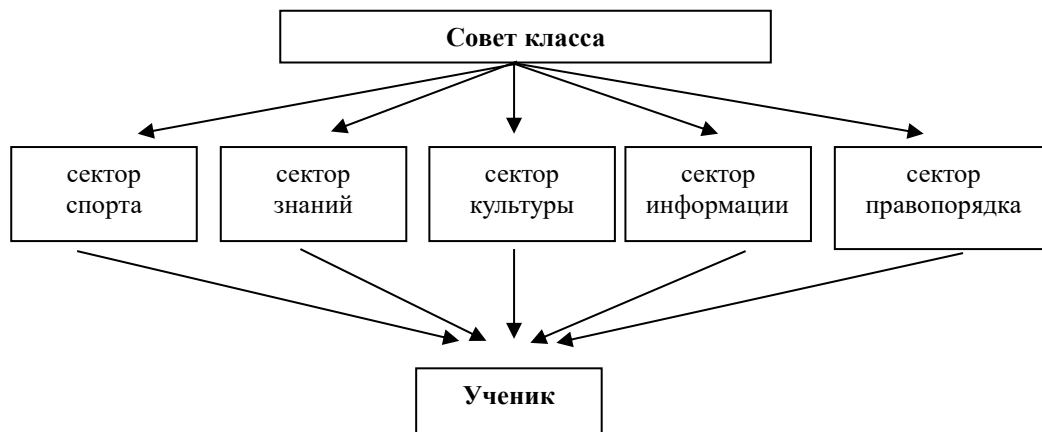 Совет класса
сектор
спорта
сектор
знаний
сектор
культуры
сектор
информации
сектор
правопорядка
Ученик